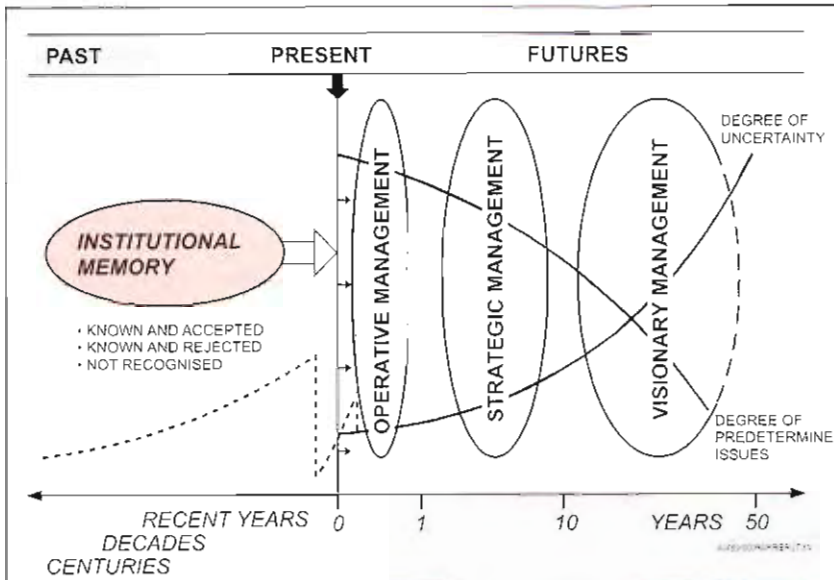 PAST PRESENT FUTURES
DEGREE OF
UNCERTAINTY
INSTITUTIONAL
MEMORY
• KNOWN AND ACCEPTED
• KNOWN AND REJECTED
• NOT RECOGNISED
OPERATIVE MANAGEMENT
STRATEGIC MANAGEMENT
VISIONARY MANAGEMENT
DEGREE OF
PREDETERMINE
ISSUES
RECENT YEARS 0 1 10 YEARS 50
DECADES
CENTURIES